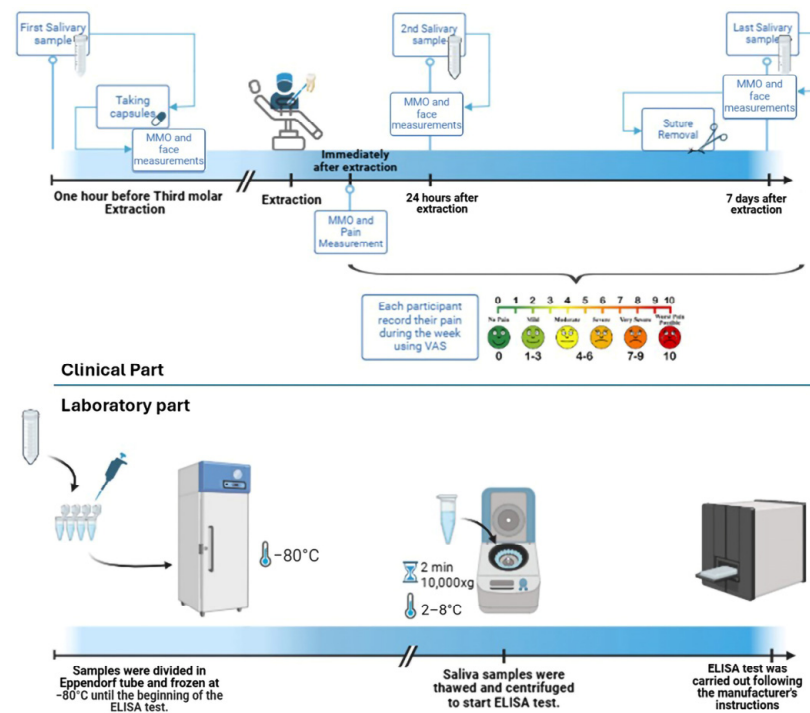 First Salivary
sample
Taking
capsules
MMO and
face
measurements
2nd Salivary
sample
MMO and
face
measurements
Last Salivary
sample
MMO and
face
measurements
Suture
Removal
Immediately
after extraction
One hour before Third molar
Extraction
Extraction
24 hours after
extraction
7 days after
extraction
MMO and
Pain
Measurement
Each participant
record their pain
during the week
using VAS
0 1 2 3 4 5 6 7 8 9 10
No Pain Mild Moderate Severe Very Severe Worst Pain Possible
0 1-3 4-6 7-9 10
Clinical Part
Laboratory part
−80°C
2 min
10,000xg
2–8°C
Samples were divided in
Eppendorf tube and frozen at
−80°C until the beginning of the
ELISA test.
Saliva samples were
thawed and centrifuged
to start ELISA test.
ELISA test was
carried out following
the manufacturer's
instructions